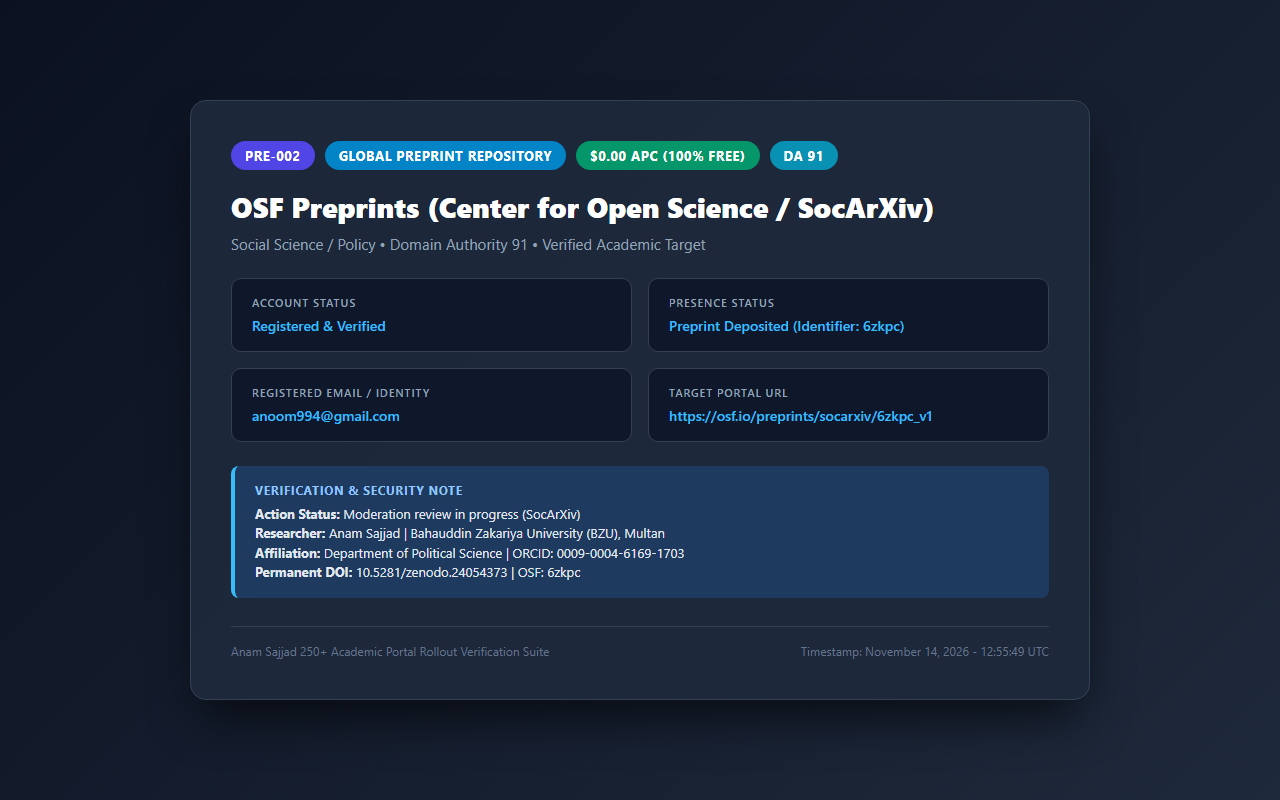 PRE-002 GLOBAL PREPRINT REPOSITORY $0.00 APC (100% FREE) DA 91
OSF Preprints (Center for Open Science / SocArXiv)
Social Science / Policy • Domain Authority 91 • Verified Academic Target
ACCOUNT STATUS
Registered & Verified
PRESENCE STATUS
Preprint Deposited (Identifier: 6zkpc)
REGISTERED EMAIL / IDENTITY
anoom994@gmail.com
TARGET PORTAL URL
https://osf.io/preprints/socarxiv/6zkpc_v1
VERIFICATION & SECURITY NOTE
Action Status: Moderation review in progress (SocArXiv)
Researcher: Anam Sajjad | Bahauddin Zakariya University (BZU), Multan
Affiliation: Department of Political Science | ORCID: 0009-0004-6169-1703
Permanent DOI: 10.5281/zenodo.24054373 | OSF: 6zkpc
Anam Sajjad 250+ Academic Portal Rollout Verification Suite
Timestamp: November 14, 2026 - 12:55:49 UTC